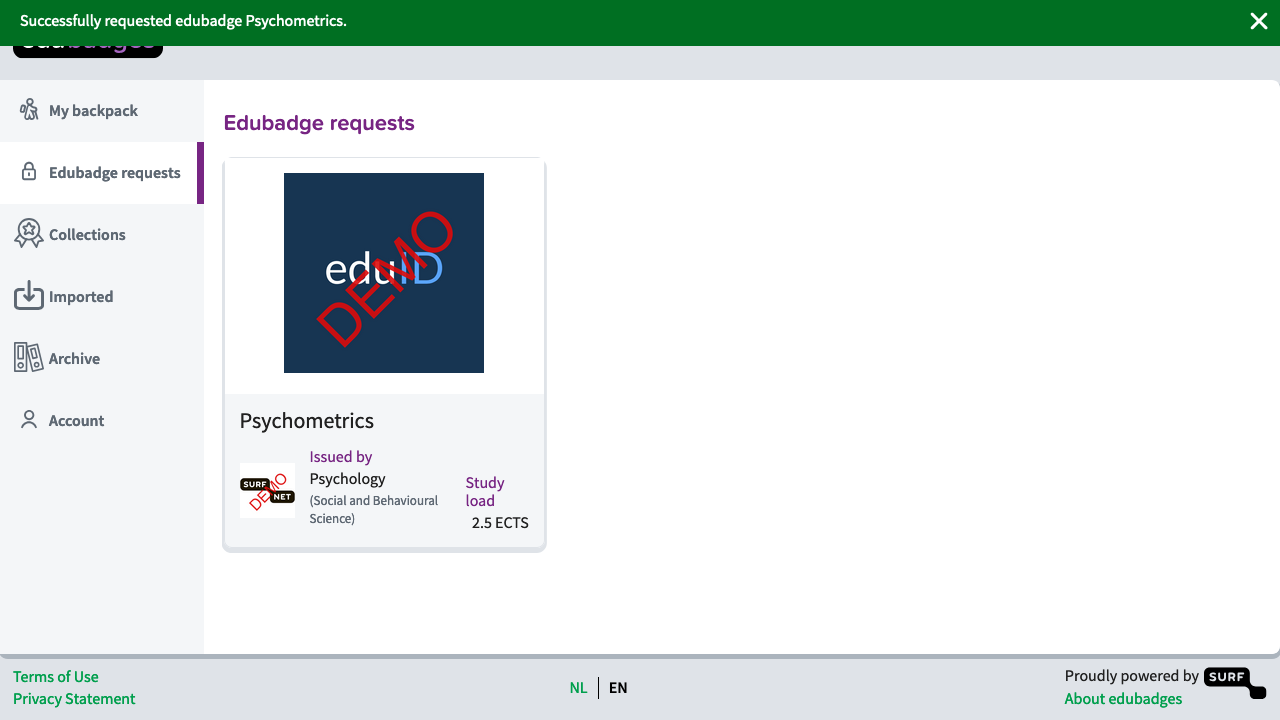 Successfully requested edubadge Psychometrics.
edubadges
My backpack
Edubadge requests
Collections
Imported
Archive
Account
Edubadge requests
eduID
DEMO
Psychometrics
SURF
NET
DEMO
Issued by
Psychology
(Social and Behavioural
Science)
Study
load
2.5 ECTS
Terms of Use
Privacy Statement
NL
EN
Proudly powered by SURF
About edubadges